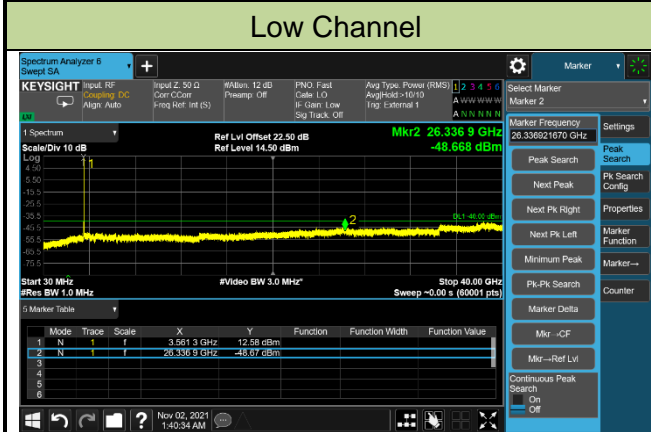 Low Channel
Spectrum Analyzer 6
Swept SA
Marker
KEYSIGHT
Input: RF
Coupling: DC
Align: Auto
Input Z: 50 Ω
Corr CCorr
Freq Ref: Int (S)
#Atten: 12 dB
Preamp: Off
PNO: Fast
Gate: LO
IF Gain: Low
Sig Track: Off
Avg Type: Power (RMS)
Avg|Hold:>10/10
Trig: External 1
1 2 3 4 5 6
A W W W W W
A N N N N N
Select Marker
Marker 2
1 Spectrum
Scale/Div 10 dB
Ref Lvl Offset 22.50 dB
Ref Level 14.50 dBm
Mkr2 26.336 9 GHz
-48.668 dBm
Log
4.50
-5.50
-15.5
-25.5
-35.5
-45.5
-55.5
-65.5
-75.5
1
2
DL1 -40.00 dBm
Start 30 MHz
#Res BW 1.0 MHz
#Video BW 3.0 MHz*
Stop 40.00 GHz
Sweep ~0.00 s (60001 pts)
5 Marker Table
Mode Trace Scale X Y Function Function Width Function Value
1 N 1 f 3.561 3 GHz 12.58 dBm
2 N 1 f 26.336 9 GHz -48.67 dBm
3
4
5
6
Marker Frequency
26.336921670 GHz
Peak Search
Next Peak
Next Pk Right
Next Pk Left
Minimum Peak
Pk-Pk Search
Marker Delta
Mkr→CF
Mkr→Ref Lvl
Continuous Peak Search
On
Off
Settings
Peak Search
Pk Search Config
Properties
Marker Function
Marker→
Counter
Nov 02, 2021
1:40:34 AM